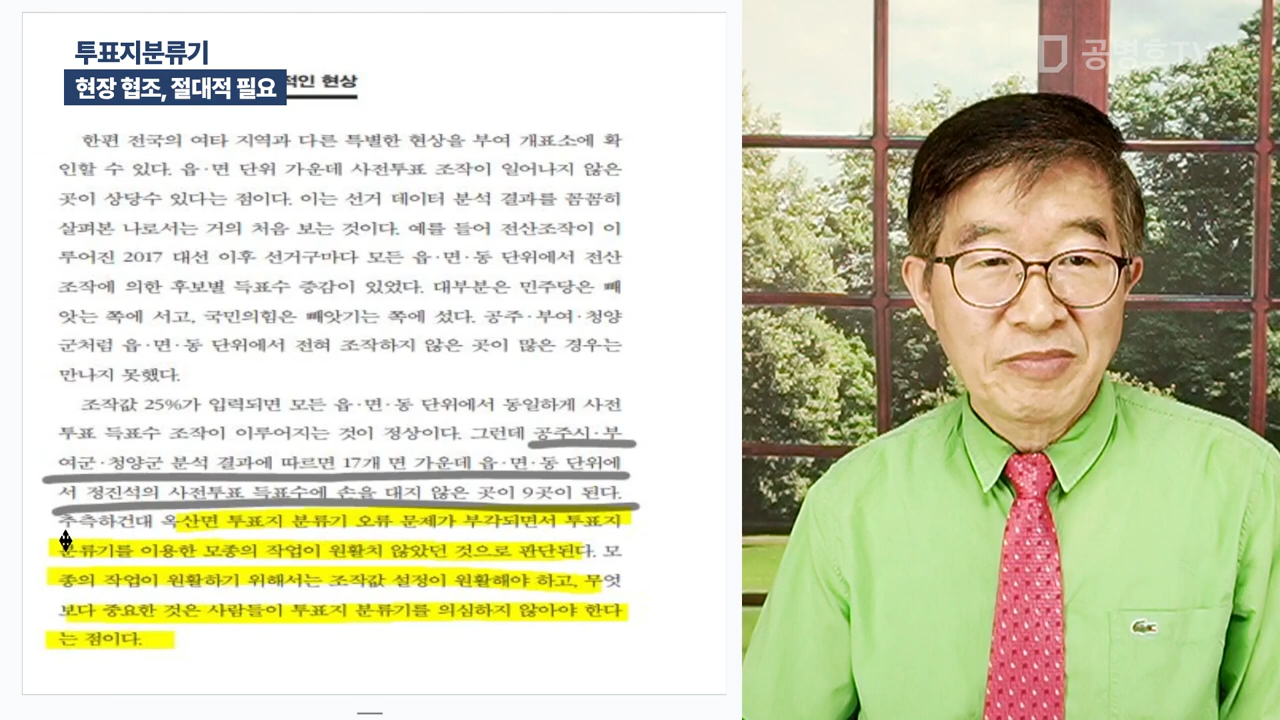 투표지분류기
현장 협조, 절대적 필요
적인 현상
공병호TV
한편 전국의 여타 지역과 다른 특별한 현상을 부여 개표소에 확
인할 수 있다. 읍·면 단위 가운데 사전투표 조작이 일어나지 않은
곳이 상당수 있다는 점이다. 이는 선거 데이터 분석 결과를 꼼꼼히
살펴본 나로서는 거의 처음 보는 것이다. 예를 들어 전산조작이 이
루어진 2017 대선 이후 선거구마다 모든 읍·면·동 단위에서 전산
조작에 의한 후보별 득표수 증감이 있었다. 대부분은 민주당은 빼
앗는 쪽에 서고, 국민의힘은 빼앗기는 쪽에 섰다. 공주·부여·청양
군처럼 읍·면·동 단위에서 전혀 조작하지 않은 곳이 많은 경우는
만나지 못했다.
조작값 25%가 입력되면 모든 읍·면·동 단위에서 동일하게 사전
투표 득표수 조작이 이루어지는 것이 정상이다. 그런데 공주시·부
여군·청양군 분석 결과에 따르면 17개 면 가운데 읍·면·동 단위에
서 정진석의 사전투표 득표수에 손을 대지 않은 곳이 9곳이 된다.
추측하건대 옥산면 투표지 분류기 오류 문제가 부각되면서 투표지
분류기를 이용한 모종의 작업이 원활치 않았던 것으로 판단된다. 모
종의 작업이 원활하기 위해서는 조작값 설정이 원활해야 하고, 무엇
보다 중요한 것은 사람들이 투표지 분류기를 의심하지 않아야 한다
는 점이다.